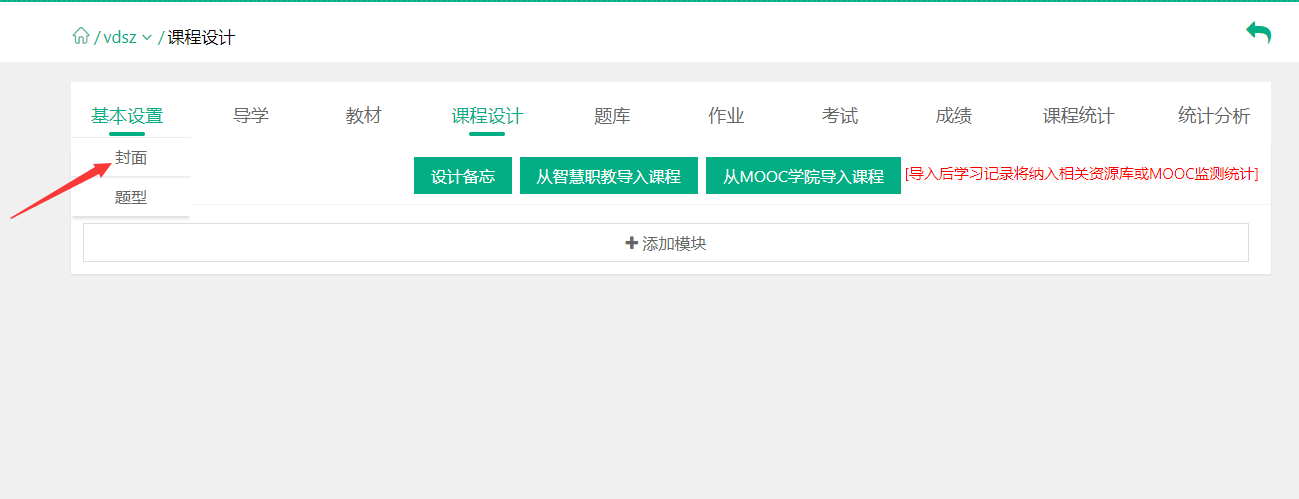 / vdsz / 课程设计
基本设置 导学 教材 课程设计 题库 作业 考试 成绩 课程统计 统计分析
封面
题型
设计备忘 从智慧职教导入课程 从MOOC学院导入课程 [导入后学习记录将纳入相关资源库或MOOC监测统计]
添加模块